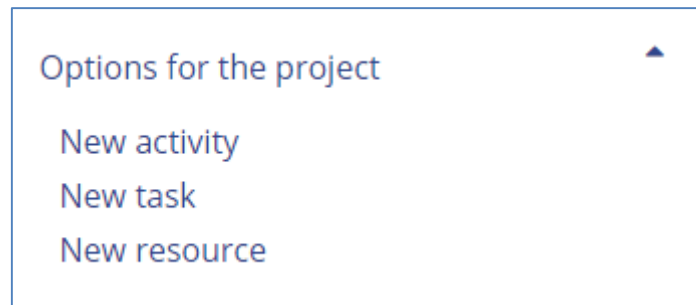 Options for the project
New activity
New task
New resource